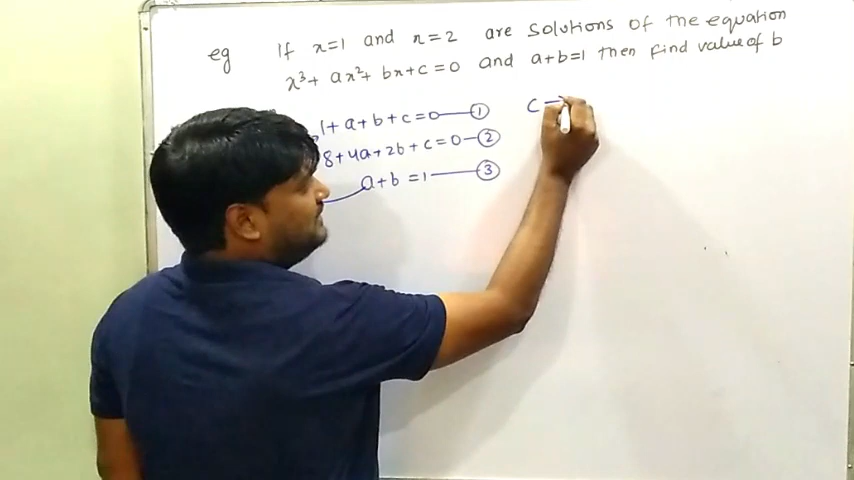 eg If x=1 and x=2 are solutions of the equation
x³+ ax²+ bx+c=0 and a+b=1 then find value of b
1+a+b+c=0—①
8+4a+2b+c=0—②
a+b=1—③
c